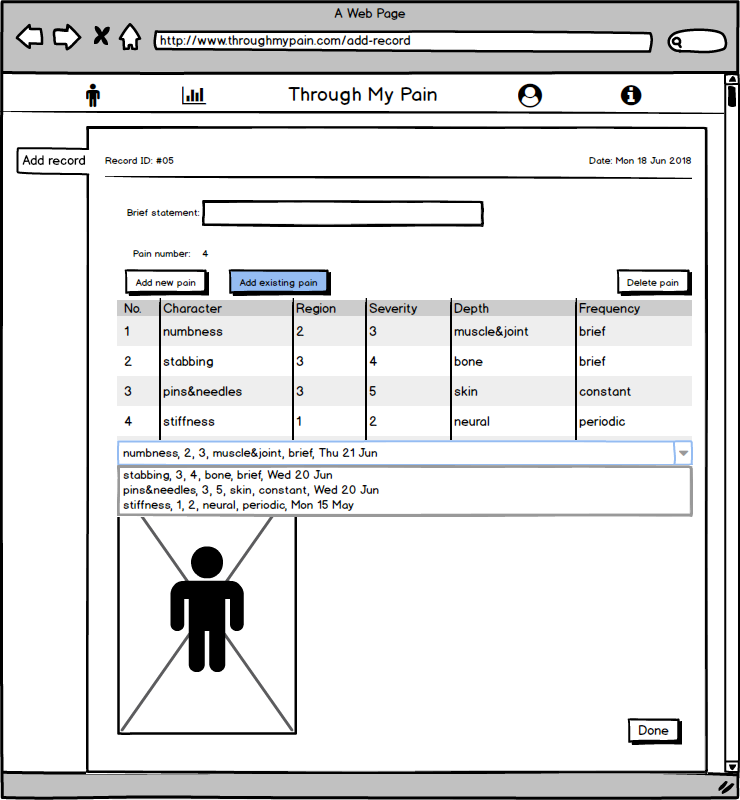 A Web Page
http://www.throughmypain.com/add-record
Through My Pain
Add record
Record ID: #05
Date: Mon 18 Jun 2018
Brief statement:
Pain number: 4
Add new pain
Add existing pain
Delete pain
No. Character Region Severity Depth Frequency
1 numbness 2 3 muscle&joint brief
2 stabbing 3 4 bone brief
3 pins&needles 3 5 skin constant
4 stiffness 1 2 neural periodic
numbness, 2, 3, muscle&joint, brief, Thu 21 Jun
stabbing, 3, 4, bone, brief, Wed 20 Jun
pins&needles, 3, 5, skin, constant, Wed 20 Jun
stiffness, 1, 2, neural, periodic, Mon 15 May
Done